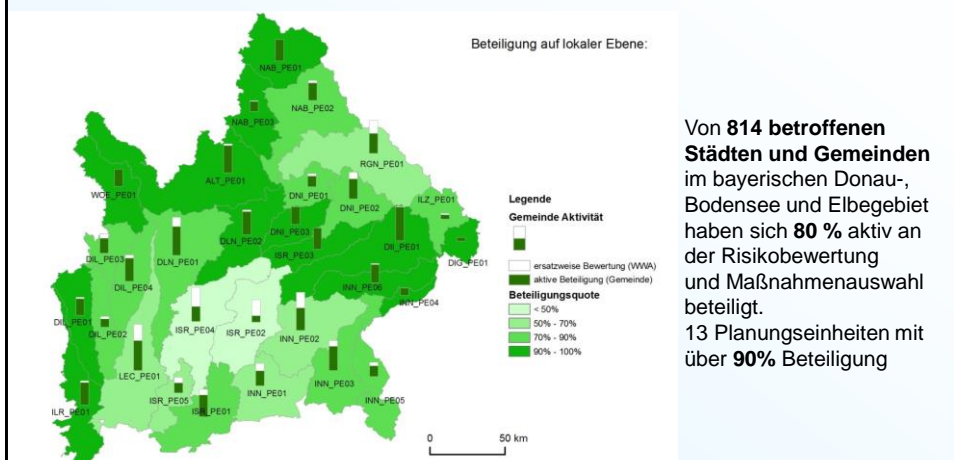 Beteiligung auf lokaler Ebene:
NAB_PE01
NAB_PE02
NAB_PE03
RGN_PE01
ALT_PE01
WOE_PE01
DNI_PE01
DNI_PE02
ILZ_PE01
DLN_PE02
DNI_PE03
ISR_PE03
DII_PE01
DIG_PE01
DIL_PE03
DLN_PE01
DIL_PE04
INN_PE06
INN_PE04
DIL_PE01
DIL_PE02
ISR_PE04
ISR_PE02
INN_PE02
LEC_PE01
ISR_PE05
INN_PE01
INN_PE03
INN_PE05
ILR_PE01
ISR_PE01
Legende
Gemeinde Aktivität
ersatzweise Bewertung (WWA)
aktive Beteiligung (Gemeinde)
Beteiligungsquote
< 50%
50% - 70%
70% - 90%
90% - 100%
0 50 km
Von 814 betroffenen
Städten und Gemeinden
im bayerischen Donau-,
Bodensee und Elbegebiet
haben sich 80 % aktiv an
der Risikobewertung
und Maßnahmenauswahl
beteiligt.
13 Planungseinheiten mit
über 90% Beteiligung